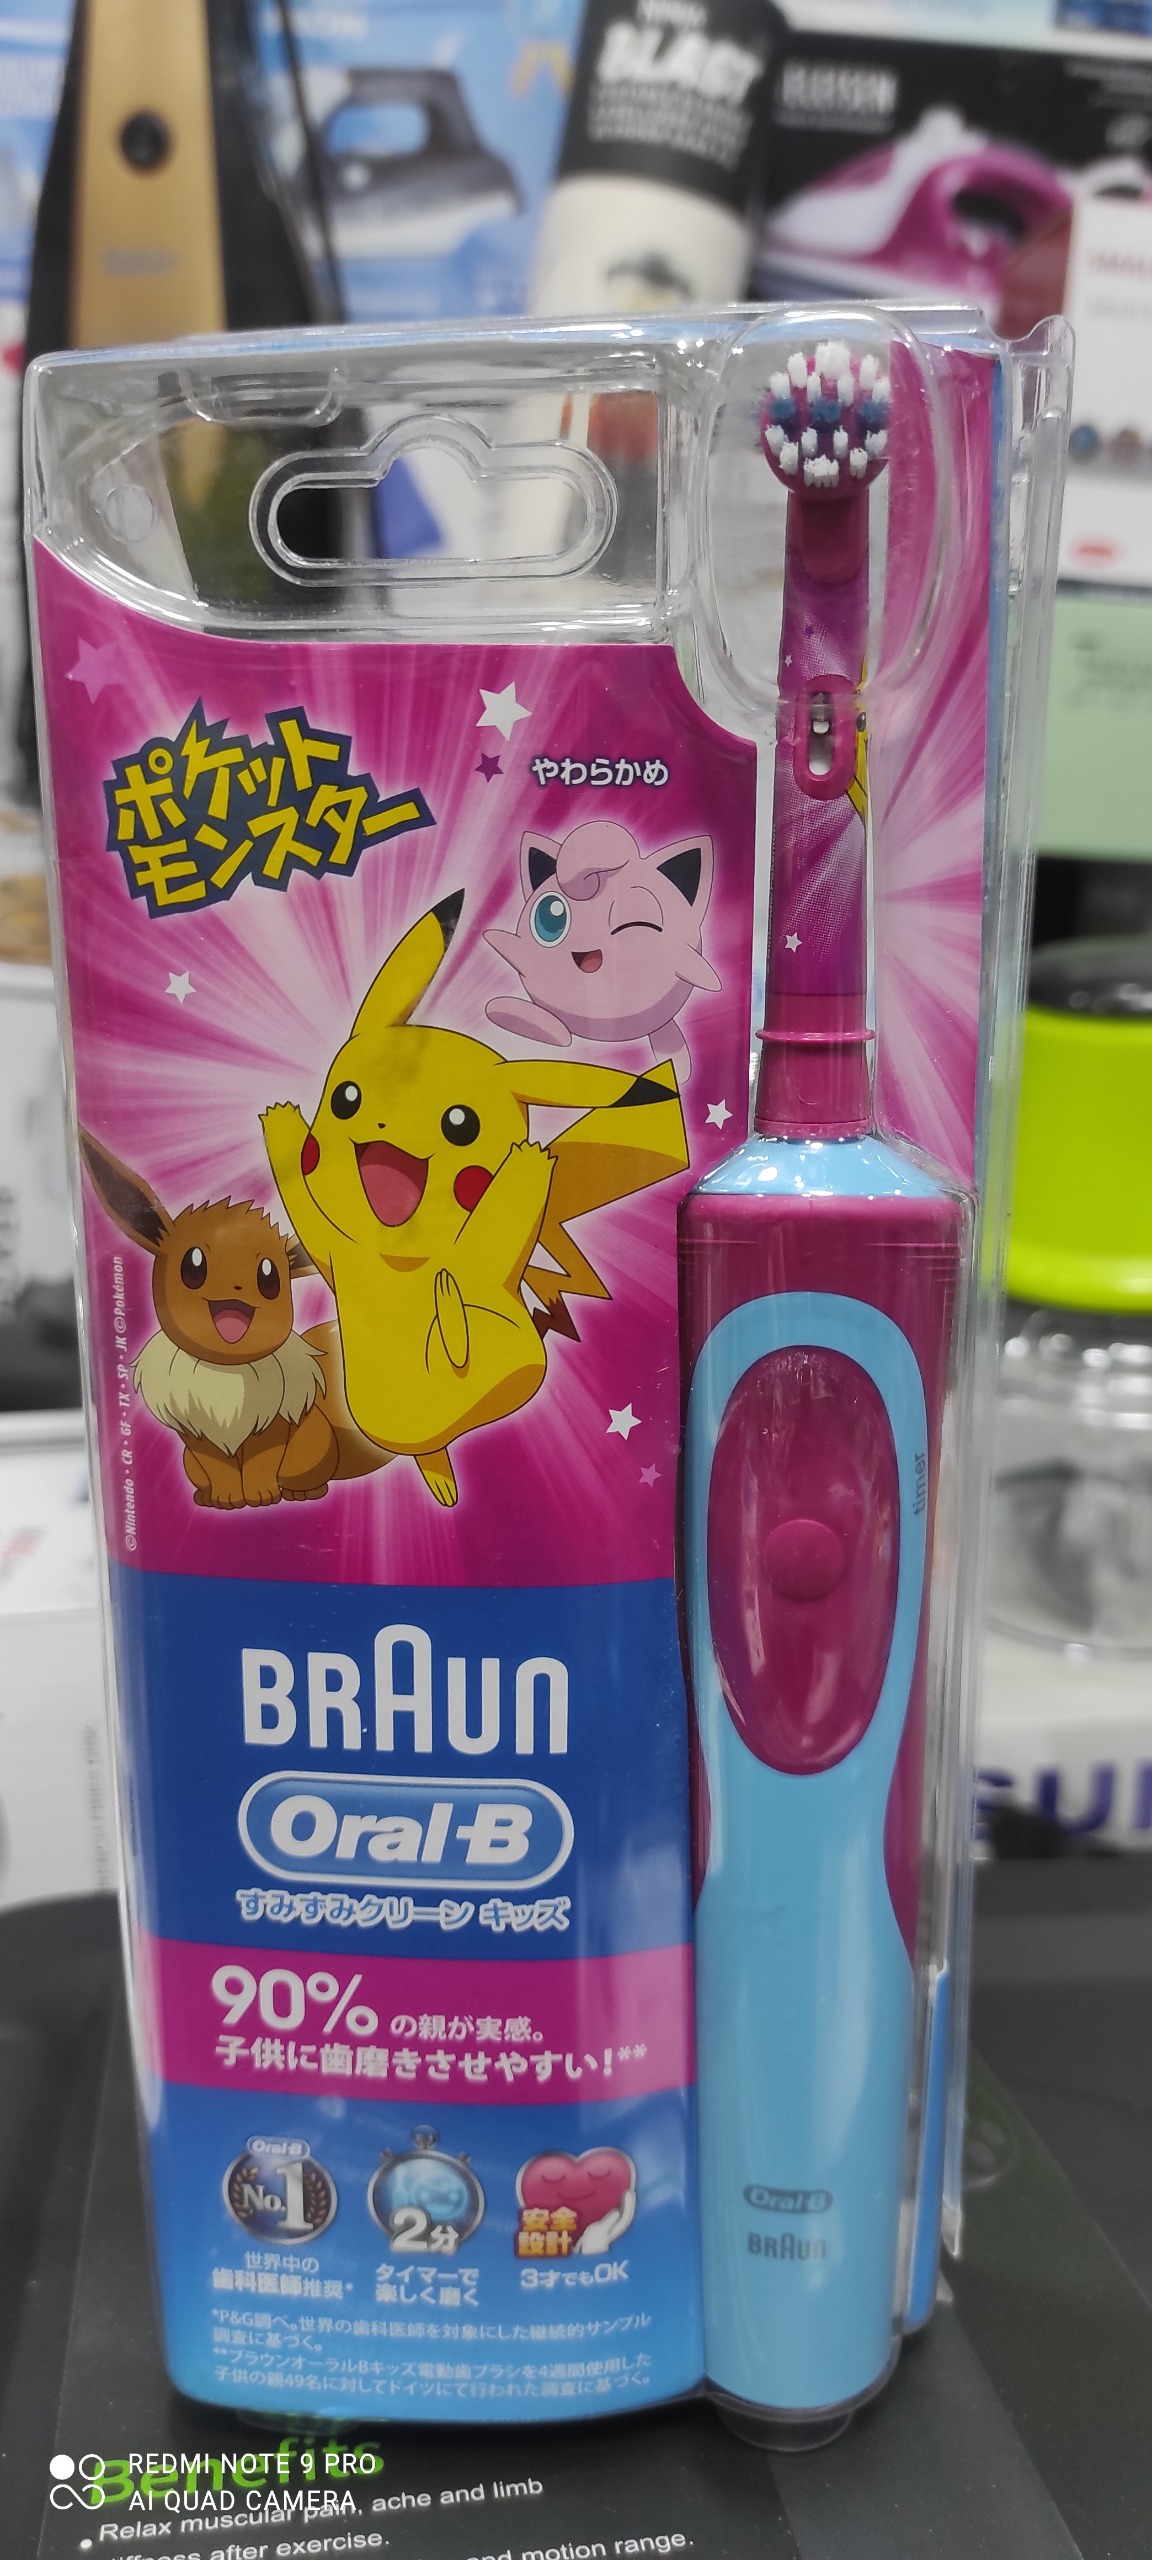 BLAST
ポケット
モンスター
やわらかめ
©Nintendo・CR・GF・TX・SP・JK ©Pokémon
timer
BRAUN
Oral-B
すみずみクリーン キッズ
90%の親が実感。
子供に歯磨きさせやすい!**
Oral-B
No.1
世界中の
歯科医師推奨*
2分
タイマーで
楽しく磨く
安全
設計
3才でもOK
*P&G調べ。世界の歯科医師を対象にした継続的サンプル
調査に基づく。
**ブラウンオーラルBキッズ電動歯ブラシを4週間使用した
子供の親49名に対してドイツにて行われた調査に基づく。
Oral-B
BRAUN
Benefits
REDMI NOTE 9 PRO
AI QUAD CAMERA
• Relax muscular pain, ache and limb
after exercise.
and motion range.